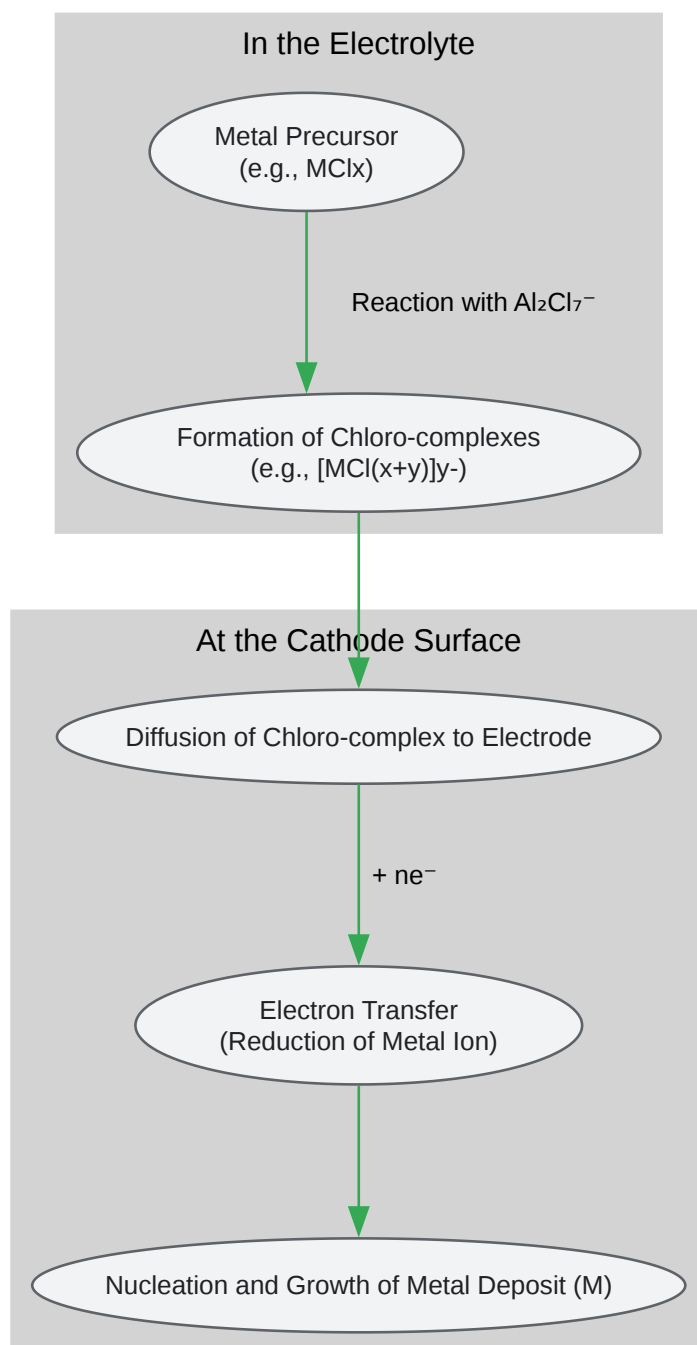 In the Electrolyte
Metal Precursor
(e.g., MClx)
Reaction with Al₂Cl₇⁻
Formation of Chloro-complexes
(e.g., [MCl(x+y)]y-)
At the Cathode Surface
Diffusion of Chloro-complex to Electrode
+ ne⁻
Electron Transfer
(Reduction of Metal Ion)
Nucleation and Growth of Metal Deposit (M)